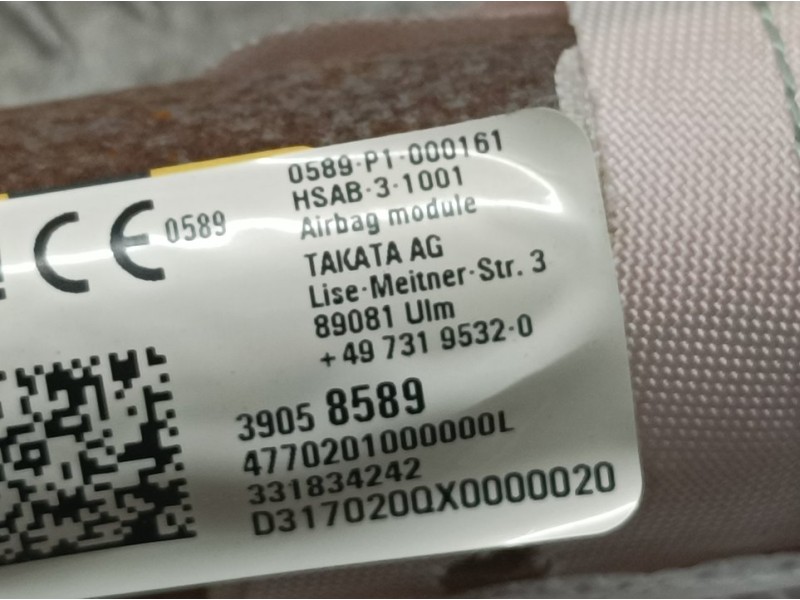 CE 0589
0589-P1-000161
HSAB-3-1001
Airbag module
TAKATA AG
Lise-Meitner-Str. 3
89081 Ulm
+49 731 9532-0
3905 8589
4770201000000L
331834242
D317020QX0000020